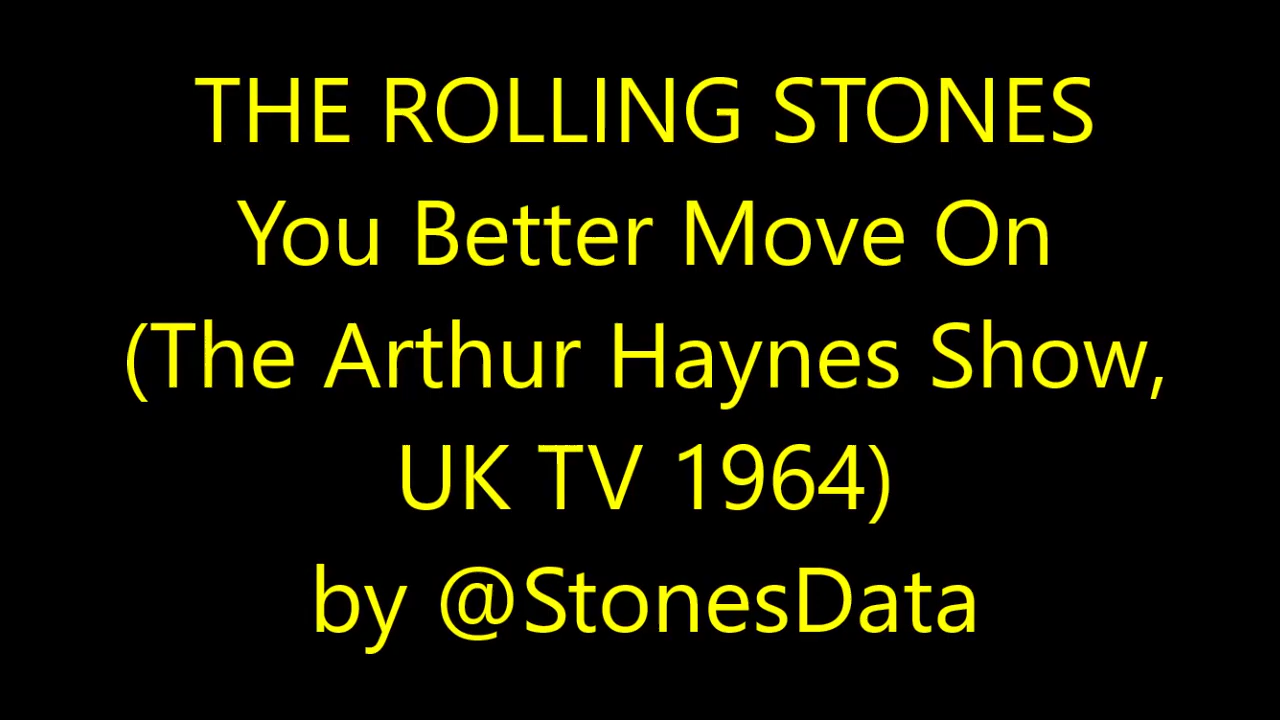 THE ROLLING STONES
You Better Move On
(The Arthur Haynes Show,
UK TV 1964)
by @StonesData